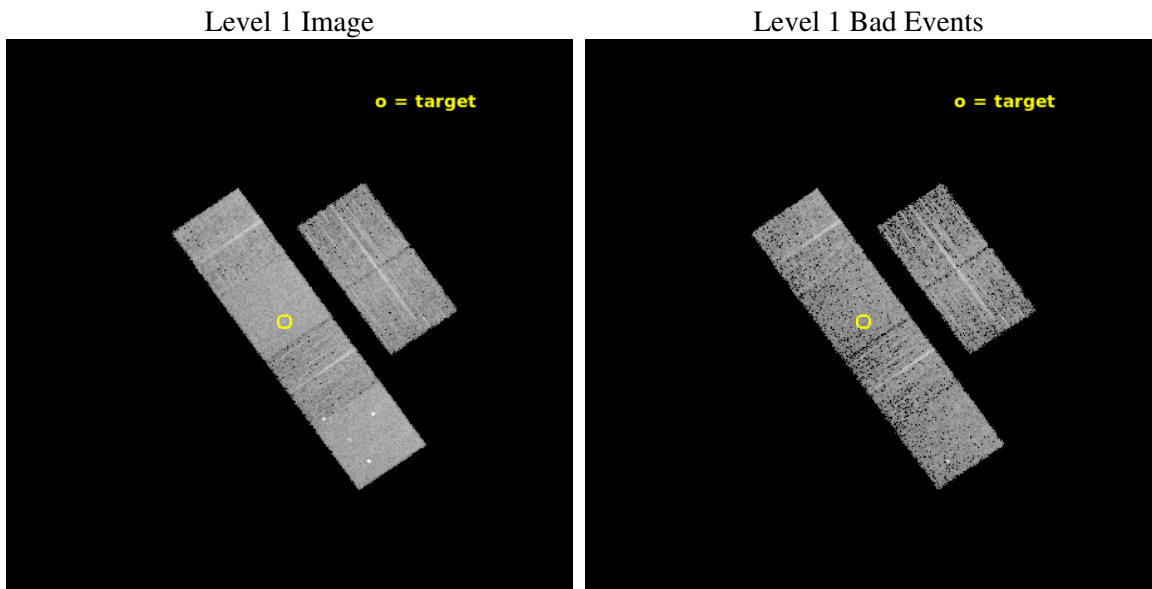 Level 1 Image
Level 1 Bad Events
o = target
o = target